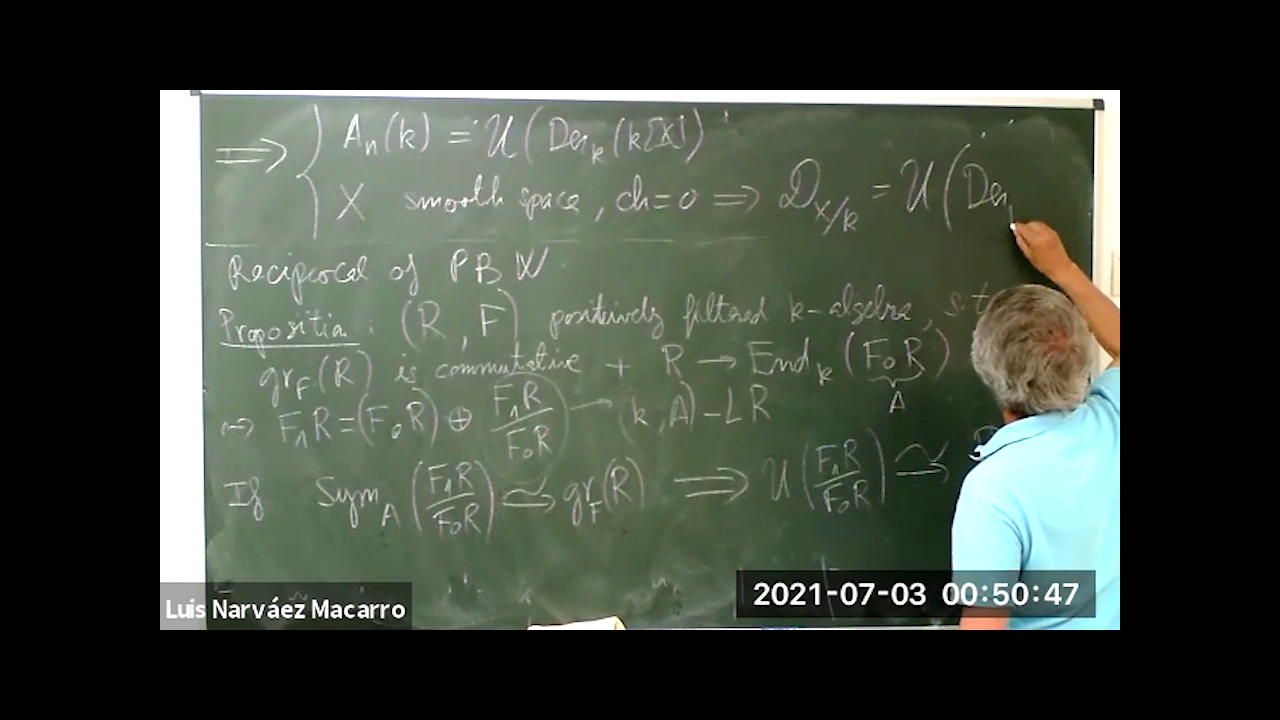 ⟹ { Aₙ(k) = U(Derₖ(k[X])
X smooth space, ch=0 ⟹ D_{X/k} = U(Der
Reciprocal of PBW
Proposition: (R, F) positively filtered k-algebra, s.t
gr_F(R) is commutative + R → Endₖ(F₀R)
A
⇝ F₁R = (F₀R) ⊕ F₁R/F₀R → (k, A)-LR
If Sym_A(F₁R/F₀R) ≃→ gr_F(R) ⟹ U(F₁R/F₀R) ≃→
Luis Narváez Macarro
2021-07-03 00:50:47